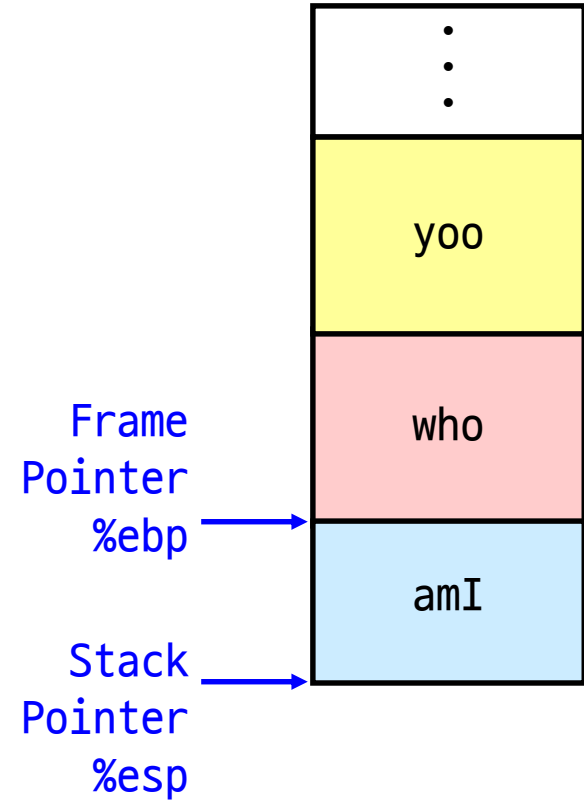 •
•
•
yoo
who
Frame
Pointer
%ebp
amI
Stack
Pointer
%esp